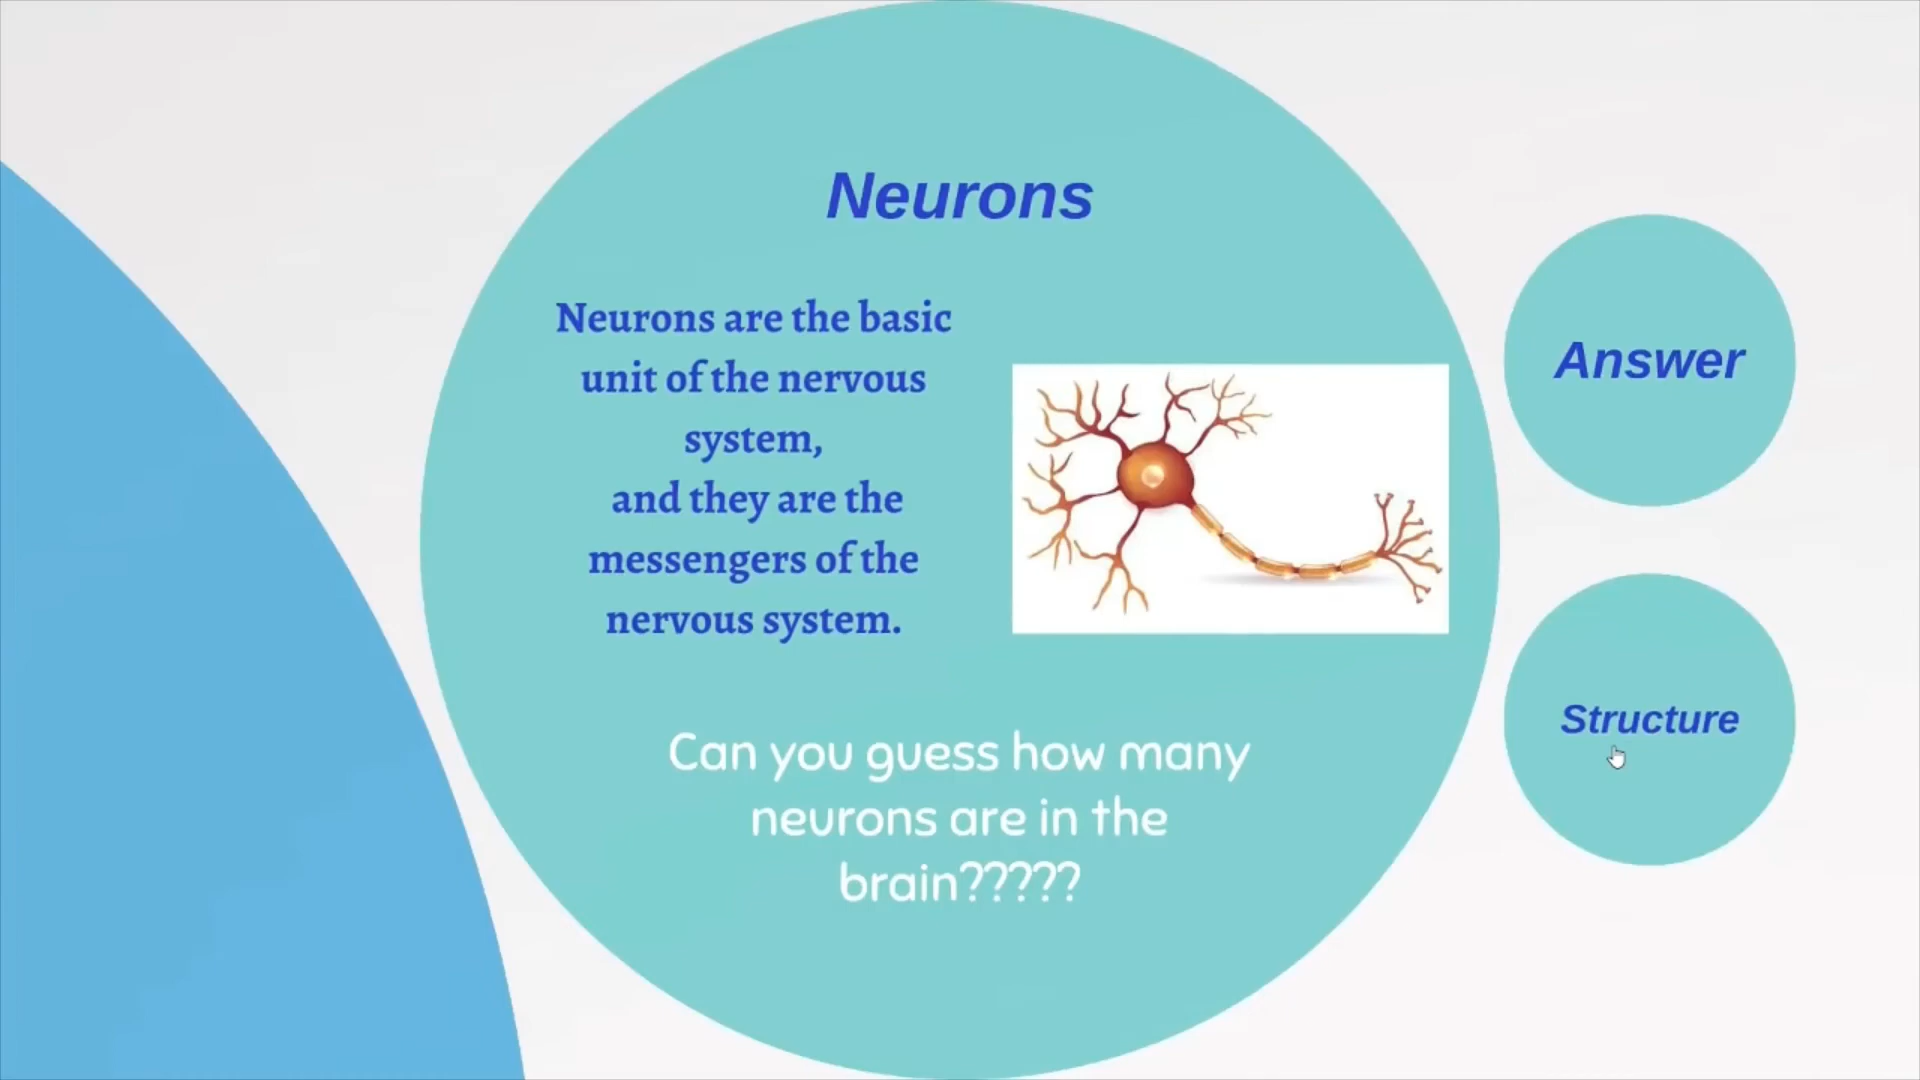 Neurons
Neurons are the basic
unit of the nervous
system,
and they are the
messengers of the
nervous system.
Can you guess how many
neurons are in the
brain?????
Answer
Structure